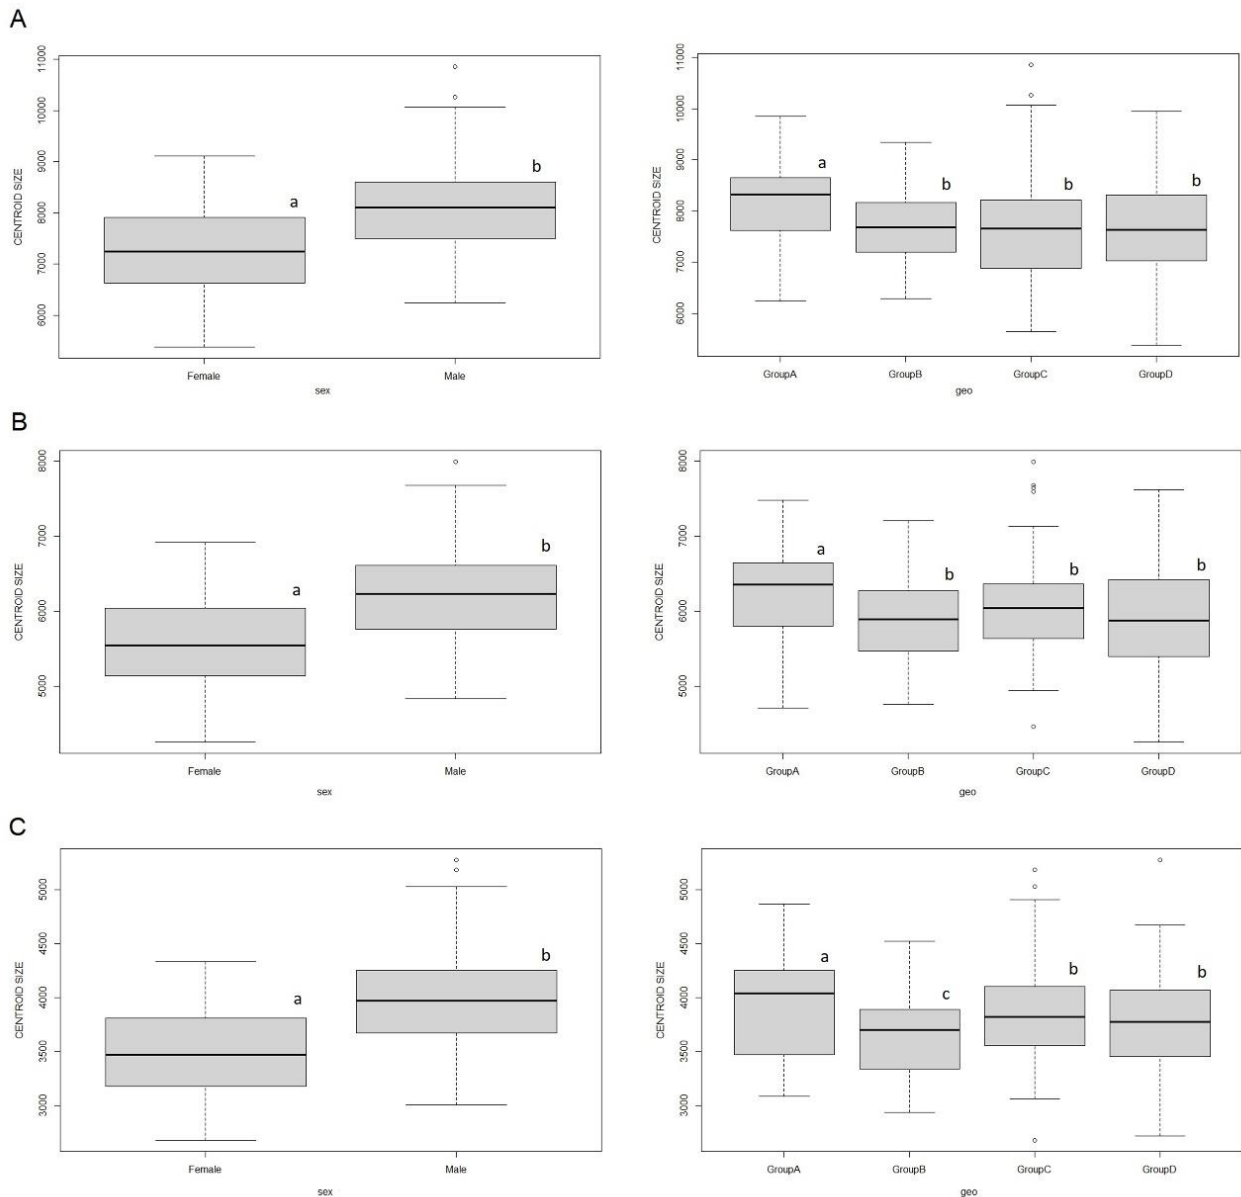 A
CENTROID SIZE
11000
10000
9000
8000
7000
6000
a
b
Female
Male
sex
CENTROID SIZE
11000
10000
9000
8000
7000
6000
a
b
b
b
GroupA
GroupB
GroupC
GroupD
geo
B
CENTROID SIZE
8000
7000
6000
5000
a
b
Female
Male
sex
CENTROID SIZE
8000
7000
6000
5000
a
b
b
b
GroupA
GroupB
GroupC
GroupD
geo
C
CENTROID SIZE
5000
4500
4000
3500
3000
a
b
Female
Male
sex
CENTROID SIZE
5000
4500
4000
3500
3000
a
c
b
b
GroupA
GroupB
GroupC
GroupD
geo